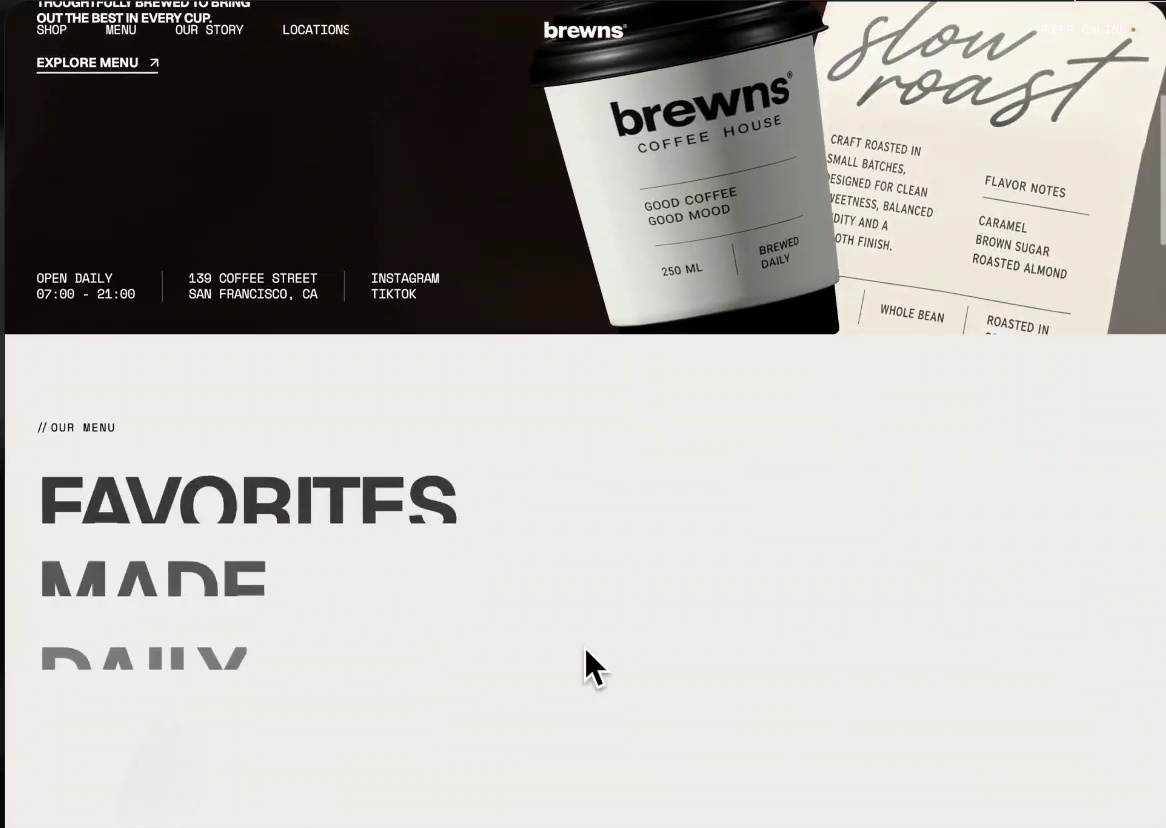 THOUGHTFULLY BREWED TO BRING
OUT THE BEST IN EVERY CUP.
SHOP MENU OUR STORY LOCATIONS
brewns®
ORDER ONLINE
EXPLORE MENU
brewns®
COFFEE HOUSE
GOOD COFFEE
GOOD MOOD
250 ML
BREWED
DAILY
slow
roast
CRAFT ROASTED IN
SMALL BATCHES,
DESIGNED FOR CLEAN
SWEETNESS, BALANCED
AND A
FINISH.
FLAVOR NOTES
CARAMEL
BROWN SUGAR
ROASTED ALMOND
WHOLE BEAN
ROASTED IN
OPEN DAILY
07:00 - 21:00
139 COFFEE STREET
SAN FRANCISCO, CA
INSTAGRAM
TIKTOK
// OUR MENU
FAVORITES
MADE
DAILY